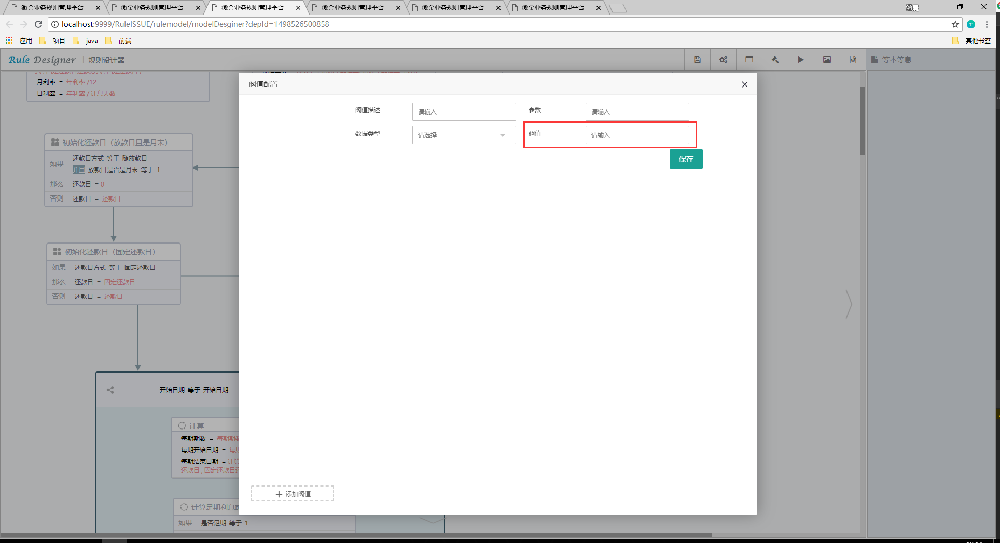 微金业务规则管理平台
微金业务规则管理平台
微金业务规则管理平台
微金业务规则管理平台
微金业务规则管理平台
微金业务规则管理平台
涵晨
localhost:9999/RuleISSUE/rulemodel/modelDesginer?depId=1498526500858
m
应用
项目
java
前端
其他书签
Rule Designer | 规则设计器
等本等息
月利率 = 年利率 /12
日利率 = 年利率 / 计息天数
初始化还款日（放款日且是月末）
如果
还款日方式 等于 随放款日
并且 放款日是否是月末 等于 1
那么 还款日 = 0
否则 还款日 = 还款日
初始化还款日（固定还款日）
如果 还款日方式 等于 固定还款日
那么 还款日 = 固定还款日
否则 还款日 = 还款日
开始日期 等于 开始日期
计算
每期期数 = 每期期数
每期开始日期 = 每期
每期结束日期 = 计算
还款日 , 固定还款日还
计算足期利息或
如果 是否足期 等于 1
阀值配置
阀值描述 请输入
参数 请输入
数据类型 请选择
阀值 请输入
保存
添加阀值